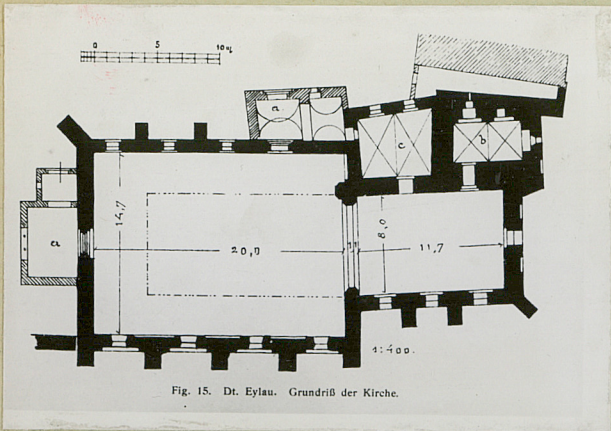 0 5 10 M
a
c
b
a
14,7
20,0
8,0
11,7
1:400.
Fig. 15. Dt. Eylau. Grundriß der Kirche.